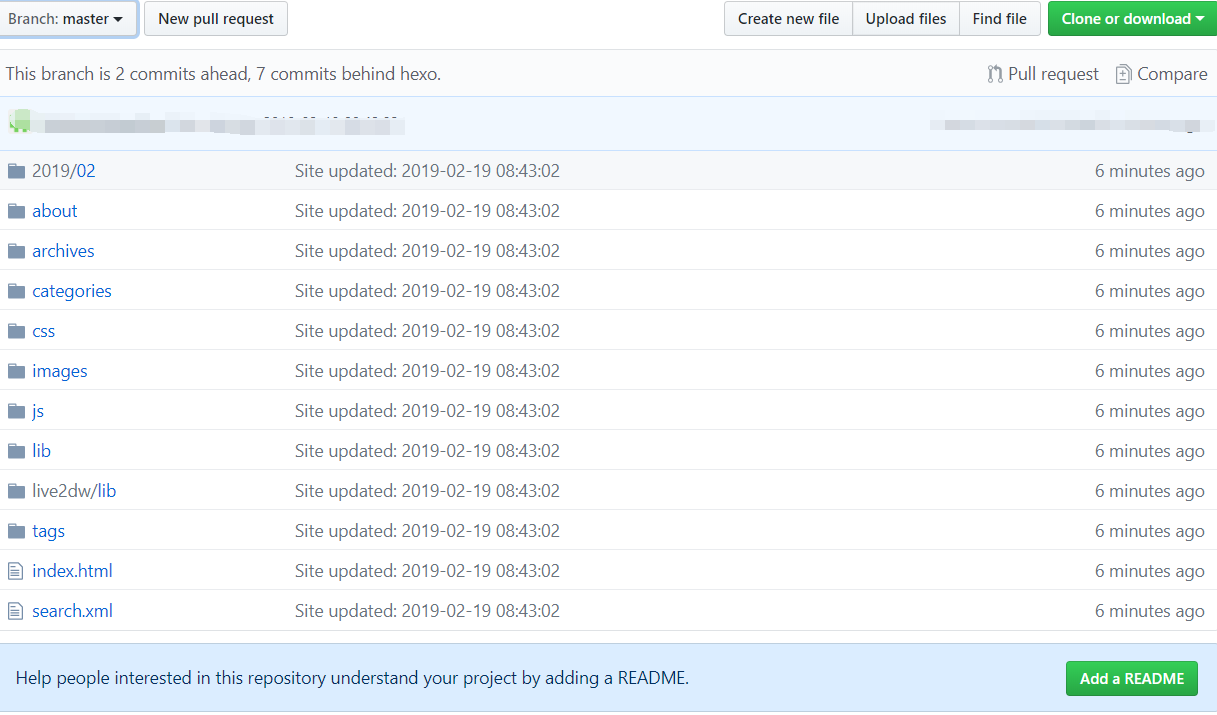 Branch: master New pull request Create new file Upload files Find file Clone or download
This branch is 2 commits ahead, 7 commits behind hexo. Pull request Compare
2019/02 Site updated: 2019-02-19 08:43:02 6 minutes ago
about Site updated: 2019-02-19 08:43:02 6 minutes ago
archives Site updated: 2019-02-19 08:43:02 6 minutes ago
categories Site updated: 2019-02-19 08:43:02 6 minutes ago
css Site updated: 2019-02-19 08:43:02 6 minutes ago
images Site updated: 2019-02-19 08:43:02 6 minutes ago
js Site updated: 2019-02-19 08:43:02 6 minutes ago
lib Site updated: 2019-02-19 08:43:02 6 minutes ago
live2dw/lib Site updated: 2019-02-19 08:43:02 6 minutes ago
tags Site updated: 2019-02-19 08:43:02 6 minutes ago
index.html Site updated: 2019-02-19 08:43:02 6 minutes ago
search.xml Site updated: 2019-02-19 08:43:02 6 minutes ago
Help people interested in this repository understand your project by adding a README. Add a README